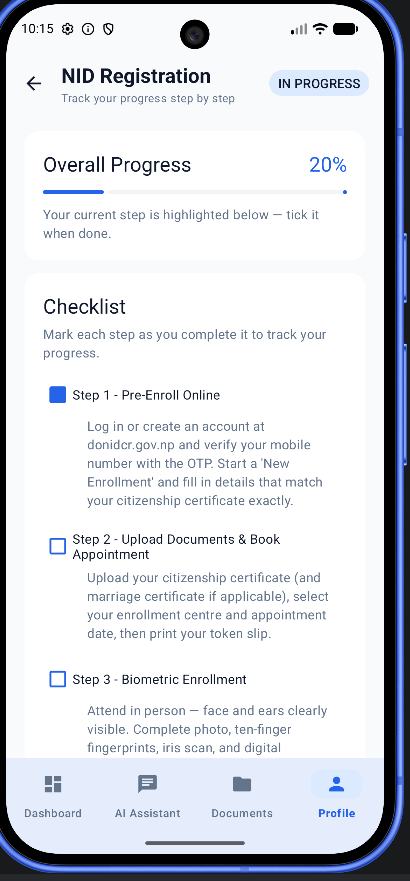 10:15
NID Registration
Track your progress step by step
IN PROGRESS
Overall Progress
20%
Your current step is highlighted below — tick it
when done.
Checklist
Mark each step as you complete it to track your
progress.
Step 1 - Pre-Enroll Online
Log in or create an account at
donidcr.gov.np and verify your mobile
number with the OTP. Start a 'New
Enrollment' and fill in details that match
your citizenship certificate exactly.
Step 2 - Upload Documents & Book
Appointment
Upload your citizenship certificate (and
marriage certificate if applicable), select
your enrollment centre and appointment
date, then print your token slip.
Step 3 - Biometric Enrollment
Attend in person — face and ears clearly
visible. Complete photo, ten-finger
fingerprints, iris scan, and digital
Dashboard
AI Assistant
Documents
Profile